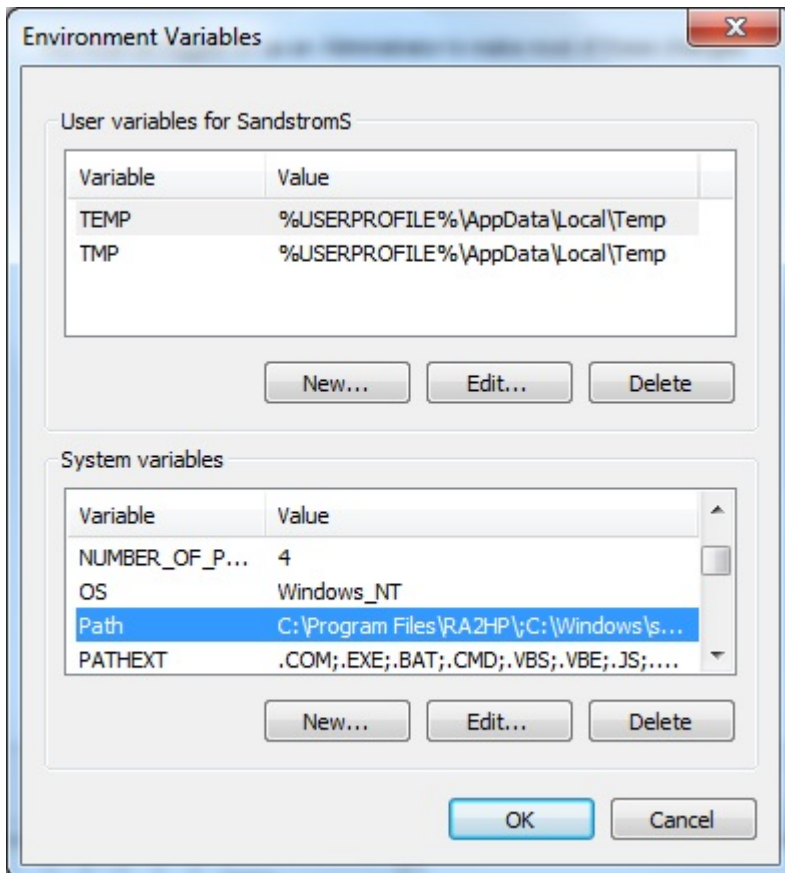 Environment Variables
User variables for SandstromS
Variable Value
TEMP %USERPROFILE%\AppData\Local\Temp
TMP %USERPROFILE%\AppData\Local\Temp
New... Edit... Delete
System variables
Variable Value
NUMBER_OF_P... 4
OS Windows_NT
Path C:\Program Files\RA2HP\;C:\Windows\s...
PATHEXT .COM;.EXE;.BAT;.CMD;.VBS;.VBE;.JS;....
New... Edit... Delete
OK Cancel